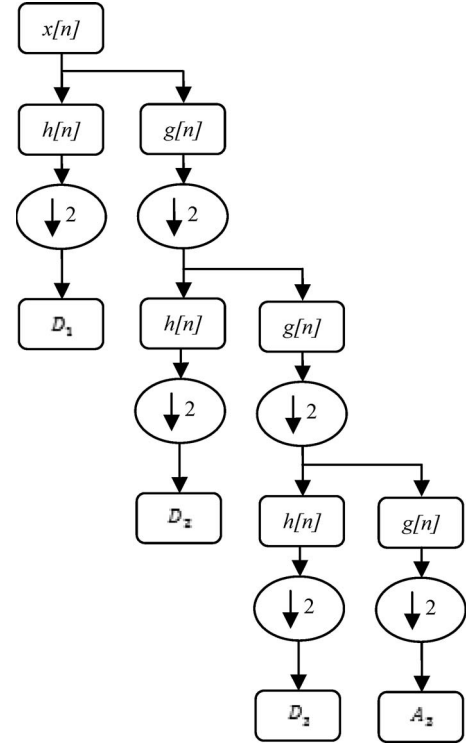 x[n]
h[n] g[n]
↓ 2 ↓ 2
D₁ h[n] g[n]
↓ 2 ↓ 2
D₂ h[n] g[n]
↓ 2 ↓ 2